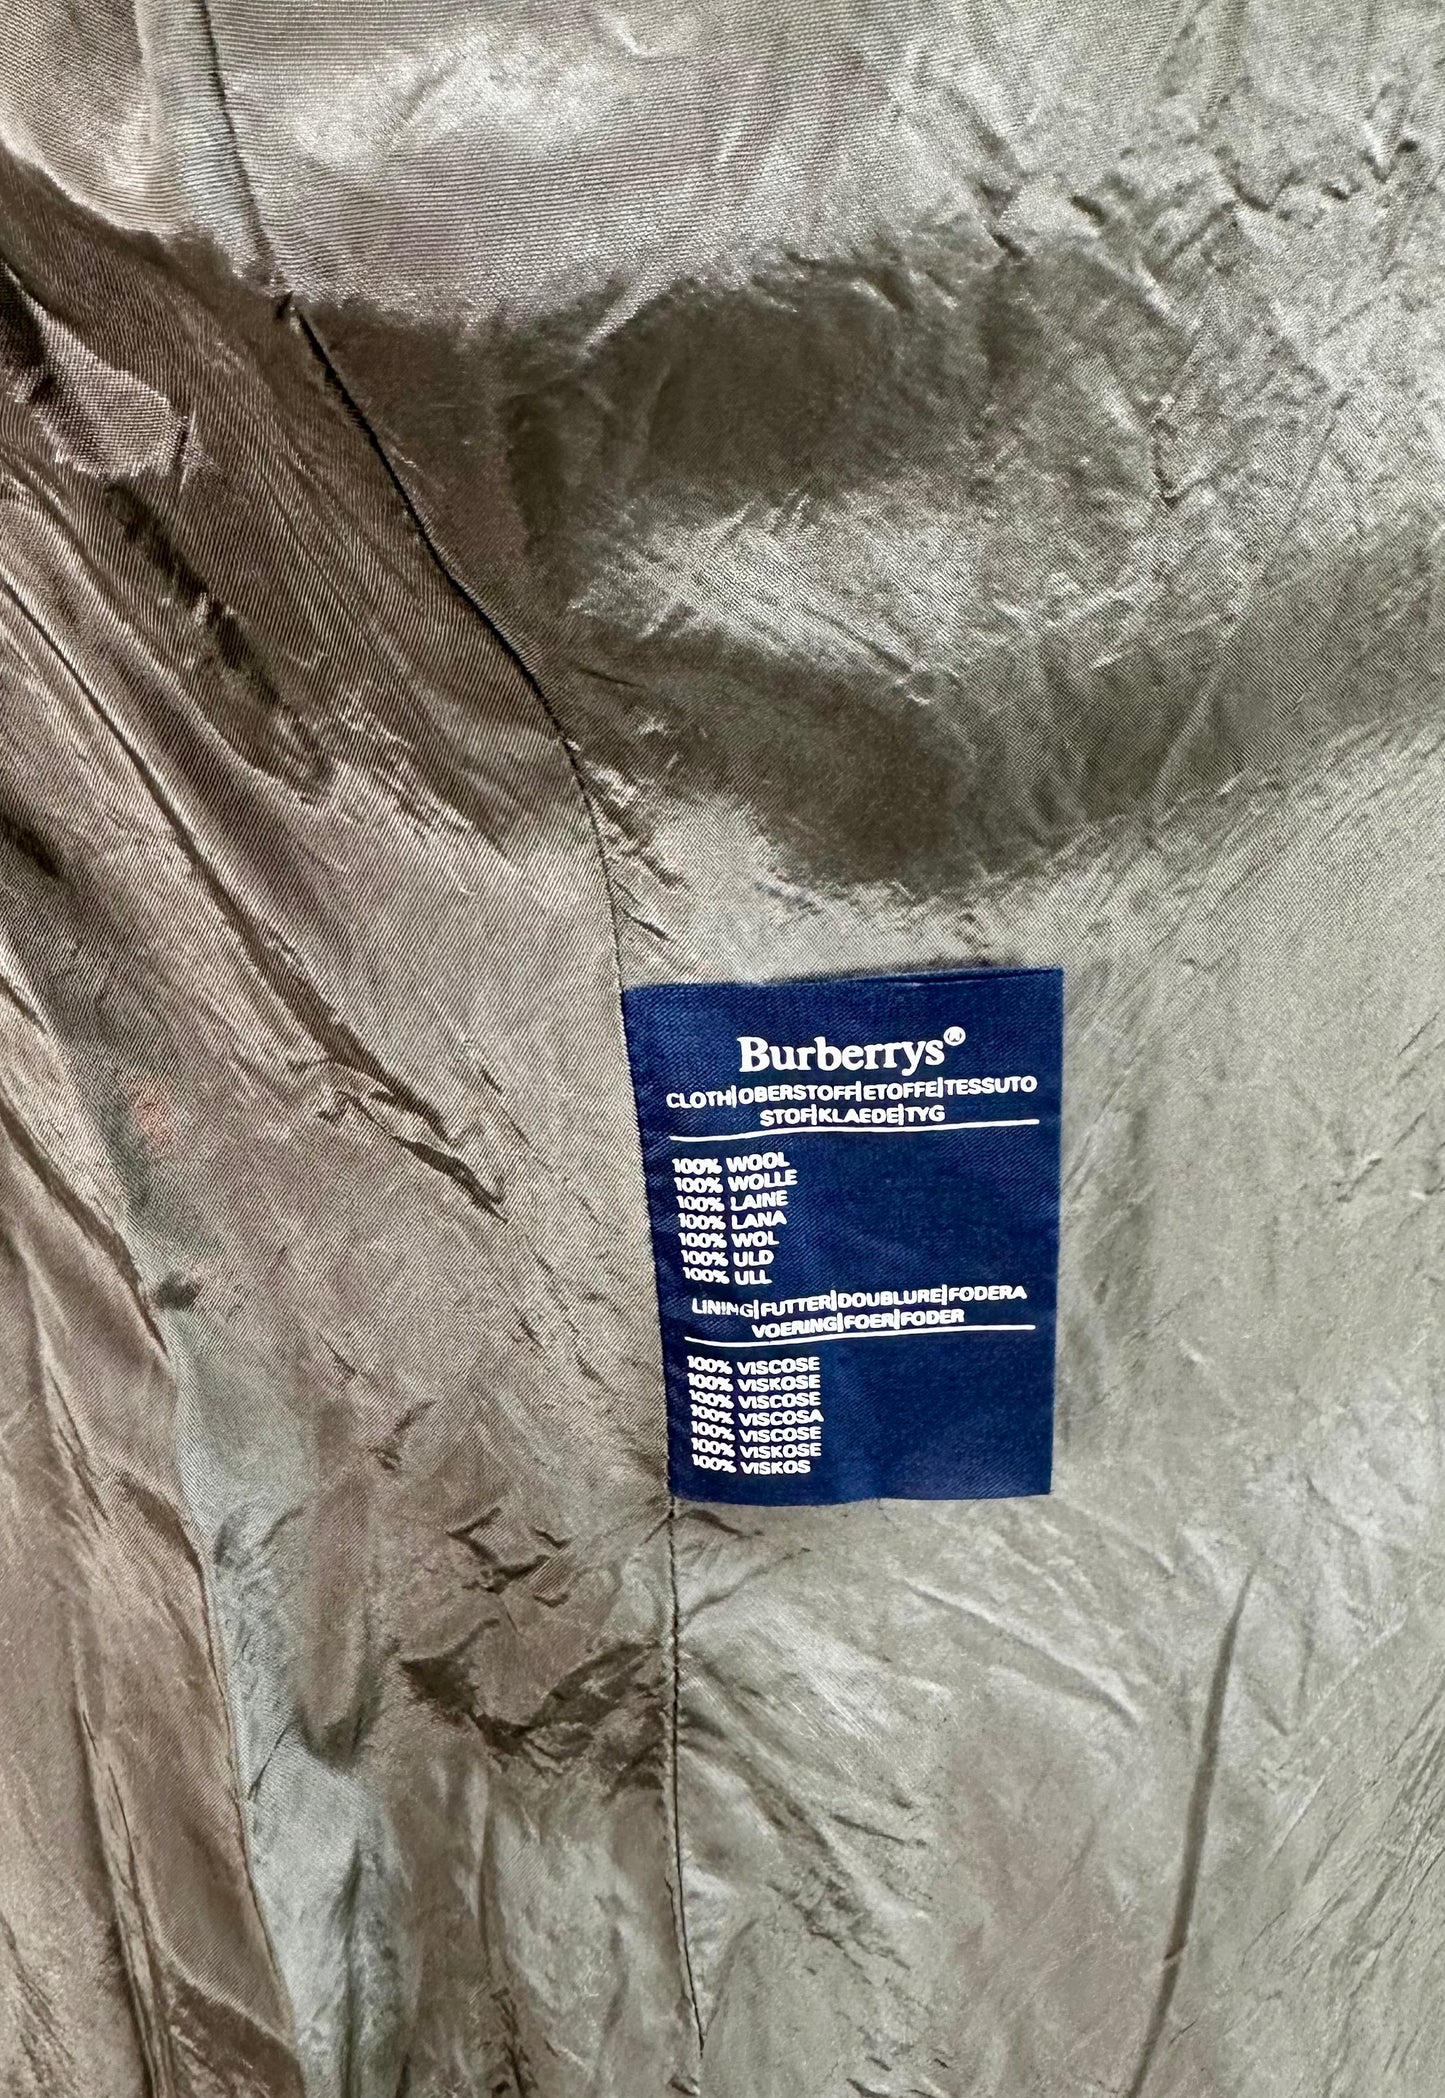 Burberrys®
CLOTH|OBERSTOFF|ETOFFE|TESSUTO
STOF|KLAEDE|TYG
100% WOOL
100% WOLLE
100% LAINE
100% LANA
100% WOL
100% ULD
100% ULL
LINING|FUTTER|DOUBLURE|FODERA
VOERING|FOER|FODER
100% VISCOSE
100% VISKOSE
100% VISCOSE
100% VISCOSA
100% VISCOSE
100% VISKOSE
100% VISKOS